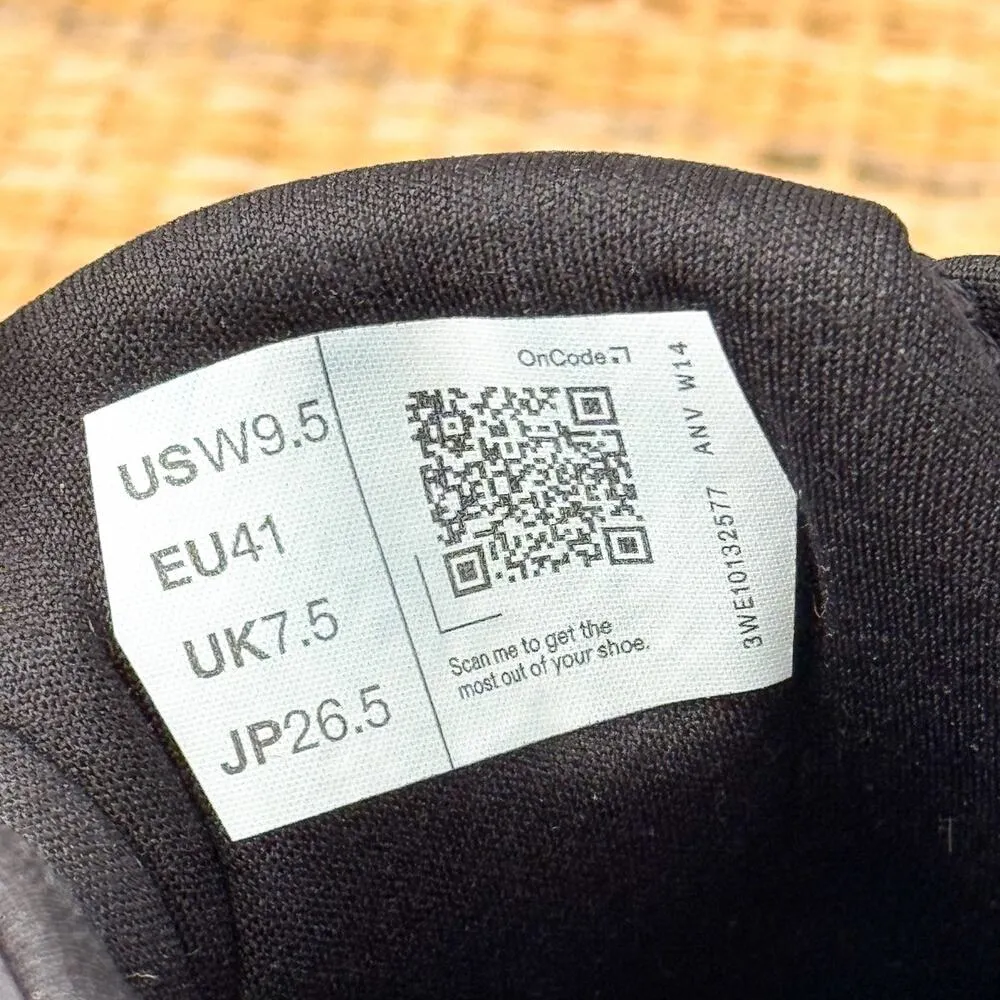 USW9.5
EU41
UK7.5
JP26.5
OnCode
Scan me to get the
most out of your shoe.
3WE10132577 ANV W14